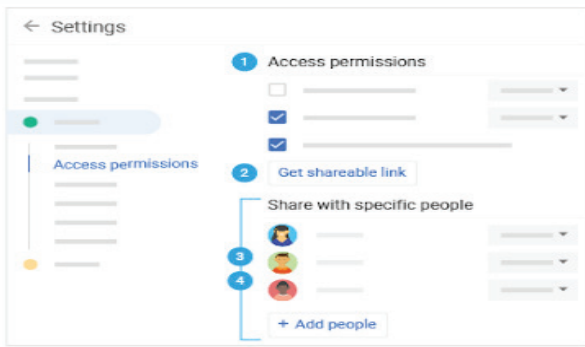 ← Settings
1 Access permissions
Access permissions
2 Get shareable link
Share with specific people
3
4
+ Add people